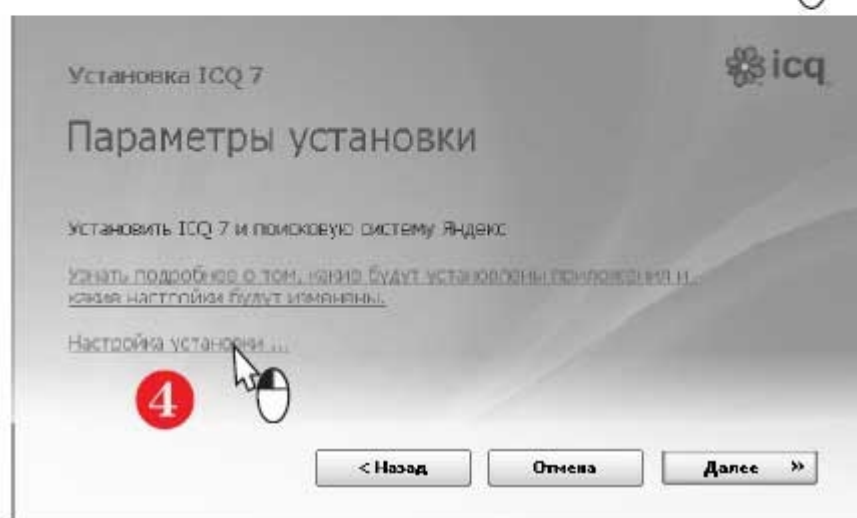 Установка ICQ 7
icq
Параметры установки
Установить ICQ 7 и поисковую систему Яндекс
Узнать подробнее о том, какие будут установлены приложения и
какие настройки будут изменены.
Настройка установки ...
4
< Назад
Отмена
Далее »